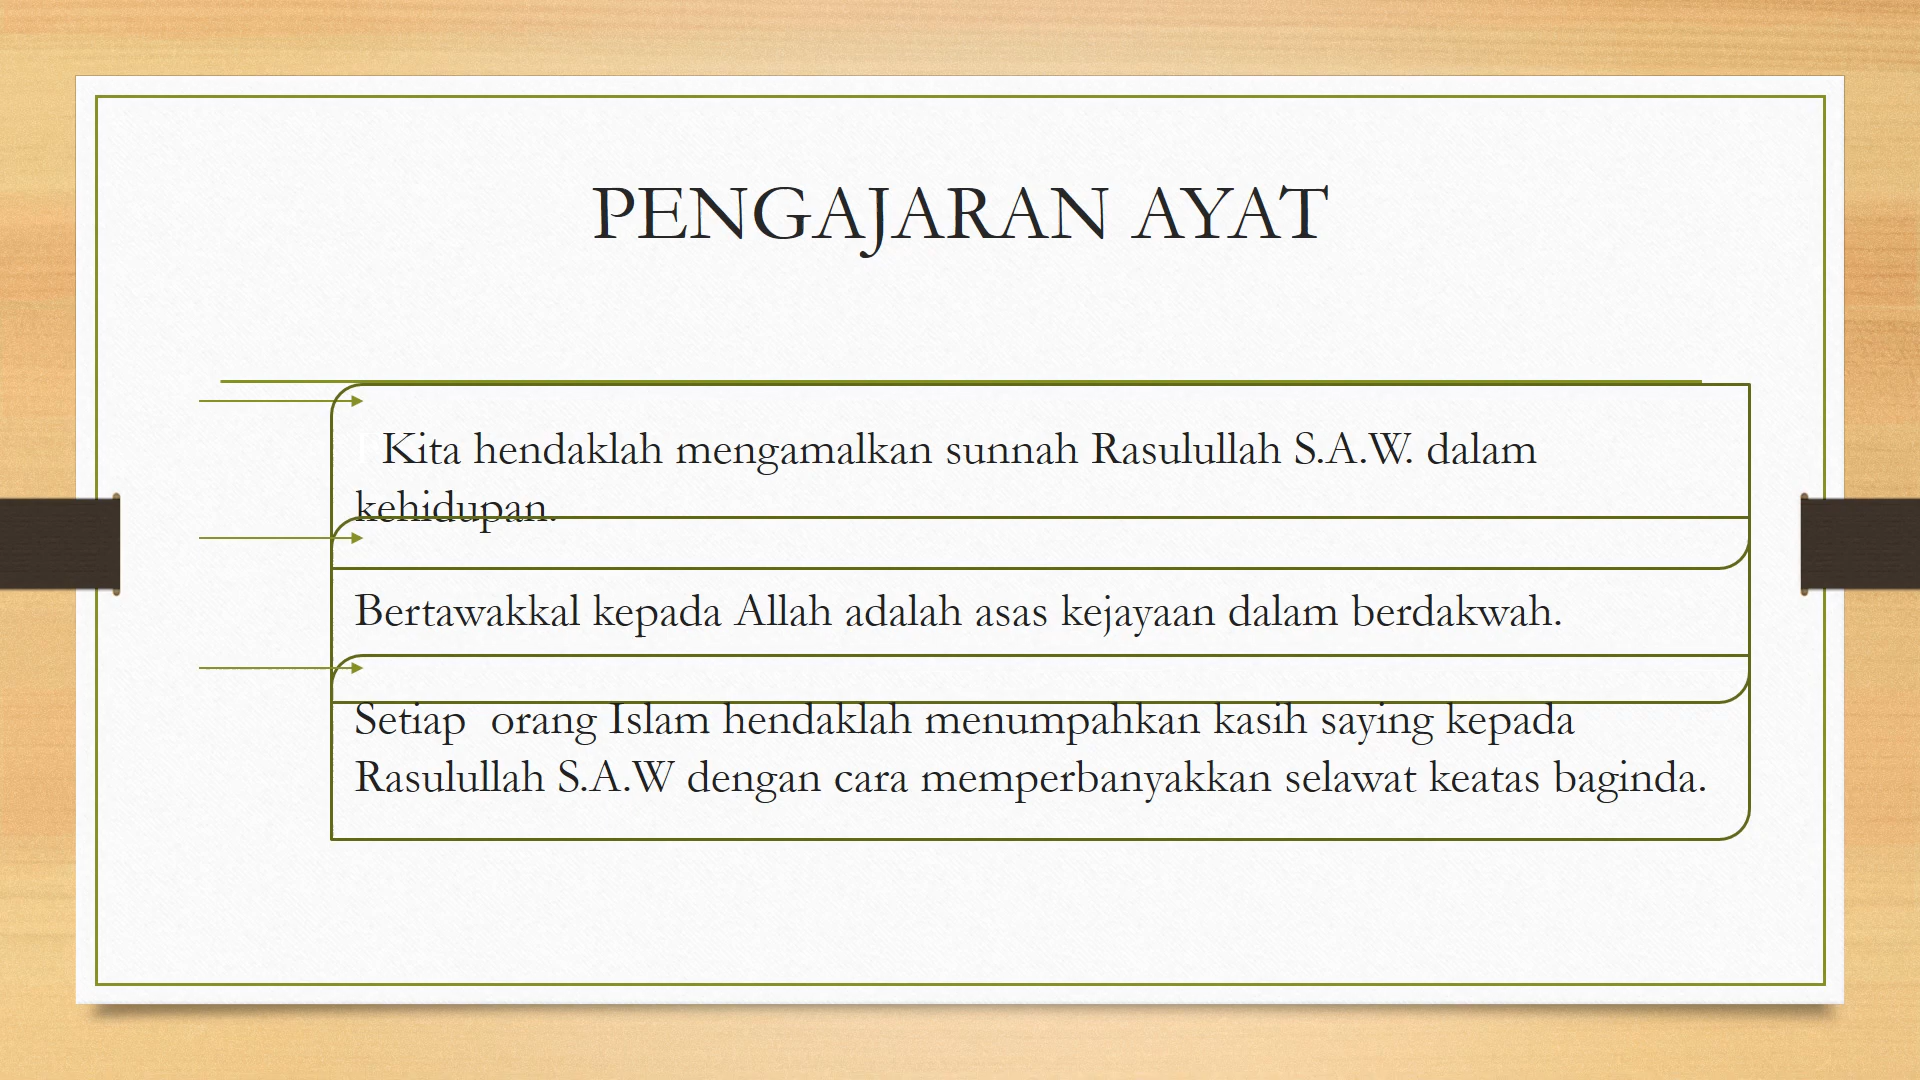 PENGAJARAN AYAT
Kita hendaklah mengamalkan sunnah Rasulullah S.A.W. dalam
kehidupan.
Bertawakkal kepada Allah adalah asas kejayaan dalam berdakwah.
Setiap  orang Islam hendaklah menumpahkan kasih saying kepada
Rasulullah S.A.W dengan cara memperbanyakkan selawat keatas baginda.